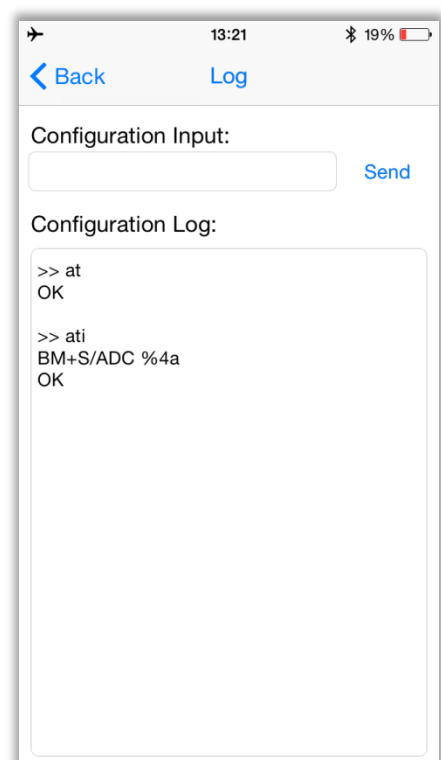 13:21 19%
Back Log
Configuration Input:
Send
Configuration Log:
>> at
OK
>> ati
BM+S/ADC %4a
OK